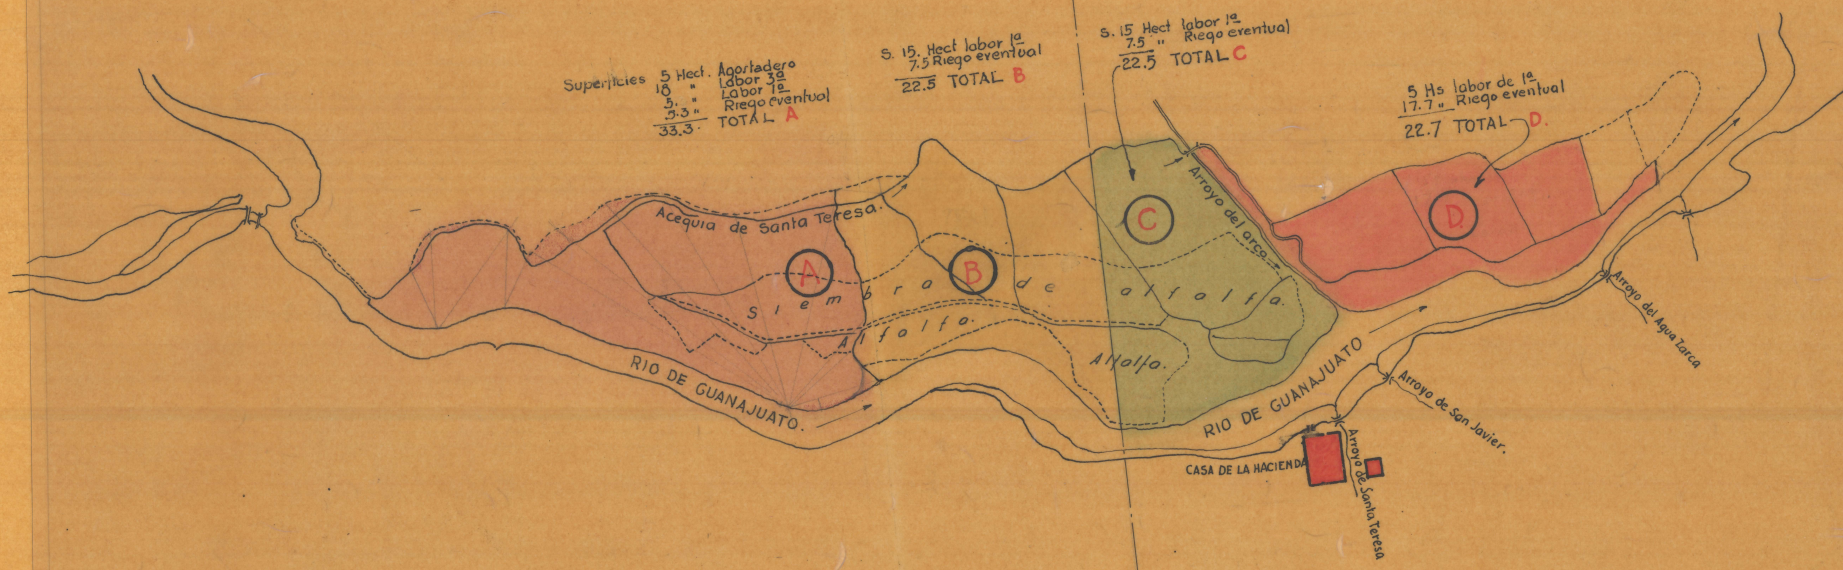 Superficies 5 Hect. Agostadero
18 " Labor 3ª
5. " Labor 1ª
5.3 " Riego eventual
33.3. TOTAL A
S. 15. Hect labor 1ª
7.5 Riego eventual
22.5 TOTAL B
S. 15 Hect labor 1ª
7.5 " Riego eventual
22.5 TOTAL C
5 Hs labor de 1ª
17.7 " Riego eventual
22.7 TOTAL D.
Acequia de Santa Teresa.
A
B
C
D.
Arroyo del arco
Siembra de alfalfa.
Alfalfa.
Alfalfa.
RIO DE GUANAJUATO.
RIO DE GUANAJUATO
Arroyo del Agua Zarca
Arroyo de San Javier.
CASA DE LA HACIENDA
Arroyo de Santa Teresa